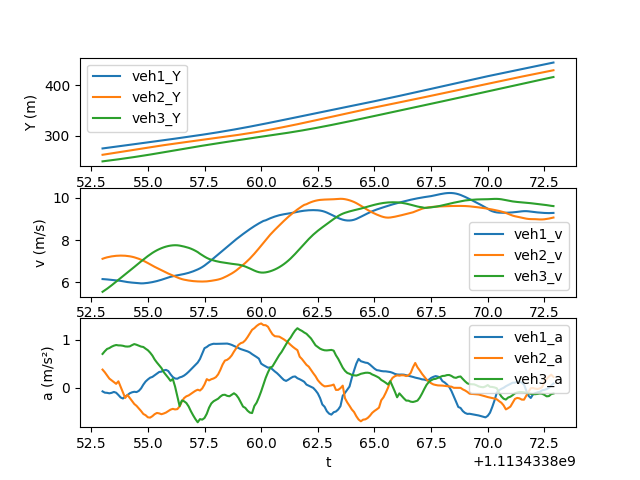 Y (m)
400
300
veh1_Y
veh2_Y
veh3_Y
52.5 55.0 57.5 60.0 62.5 65.0 67.5 70.0 72.5
v (m/s)
10
8
6
veh1_v
veh2_v
veh3_v
52.5 55.0 57.5 60.0 62.5 65.0 67.5 70.0 72.5
a (m/s²)
1
0
veh1_a
veh2_a
veh3_a
52.5 55.0 57.5 60.0 62.5 65.0 67.5 70.0 72.5
t
+1.1134338e9